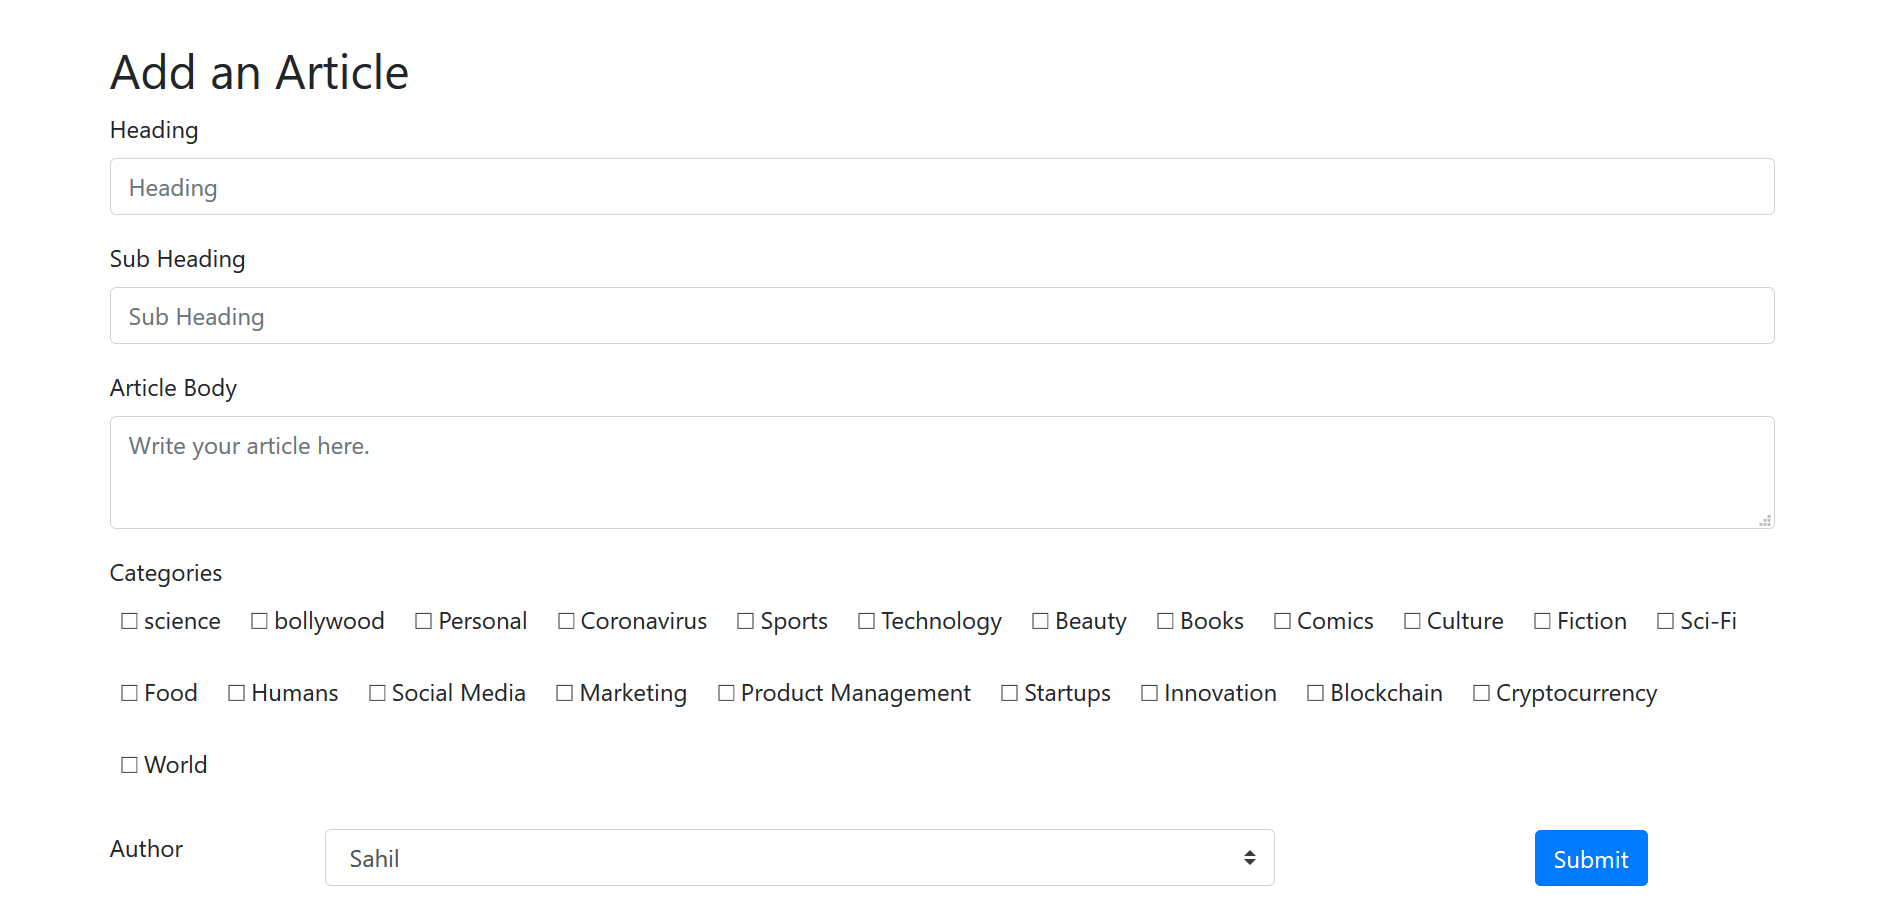 Add an Article
Heading
Heading
Sub Heading
Sub Heading
Article Body
Write your article here.
Categories
science bollywood Personal Coronavirus Sports Technology Beauty Books Comics Culture Fiction Sci-Fi
Food Humans Social Media Marketing Product Management Startups Innovation Blockchain Cryptocurrency
World
Author Sahil Submit